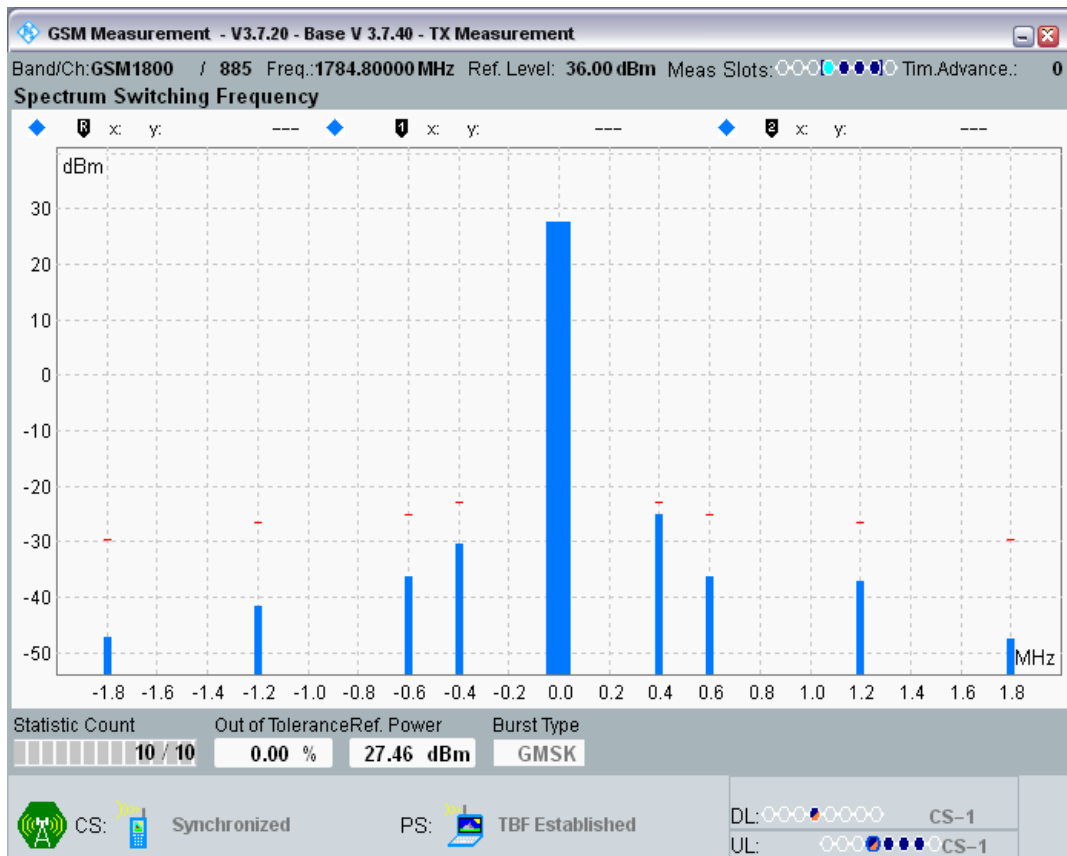 GSM Measurement - V3.7.20 - Base V 3.7.40 - TX Measurement
Band/Ch:GSM1800 / 885 Freq.:1784.80000 MHz Ref. Level: 36.00 dBm Meas Slots: Tim.Advance.: 0
Spectrum Switching Frequency
R x: y: --- 1 x: y: --- 2 x: y: ---
dBm
30
20
10
0
-10
-20
-30
-40
-50
MHz
-1.8 -1.6 -1.4 -1.2 -1.0 -0.8 -0.6 -0.4 -0.2 0.0 0.2 0.4 0.6 0.8 1.0 1.2 1.4 1.6 1.8
Statistic Count Out of Tolerance Ref. Power Burst Type
10 / 10 0.00 % 27.46 dBm GMSK
CS: Synchronized PS: TBF Established DL: CS-1
UL: CS-1